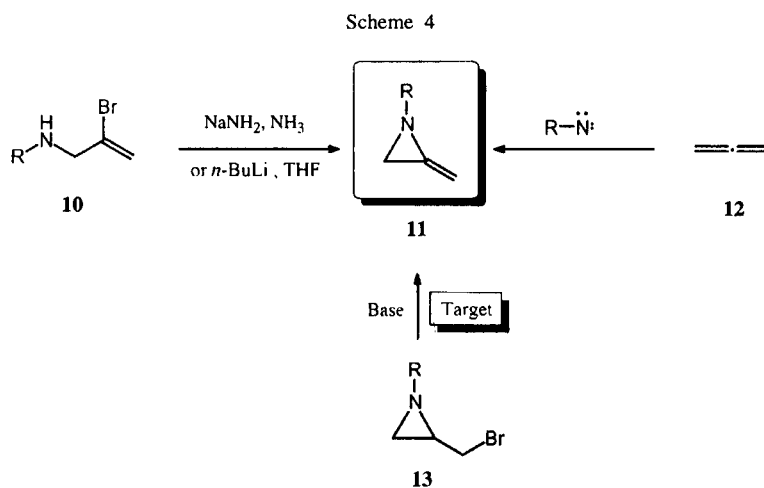 Scheme 4
R
N
11
H
N
R
Br
10
NaNH2, NH3
or n-BuLi , THF
R–N:
12
Base
Target
R
N
Br
13